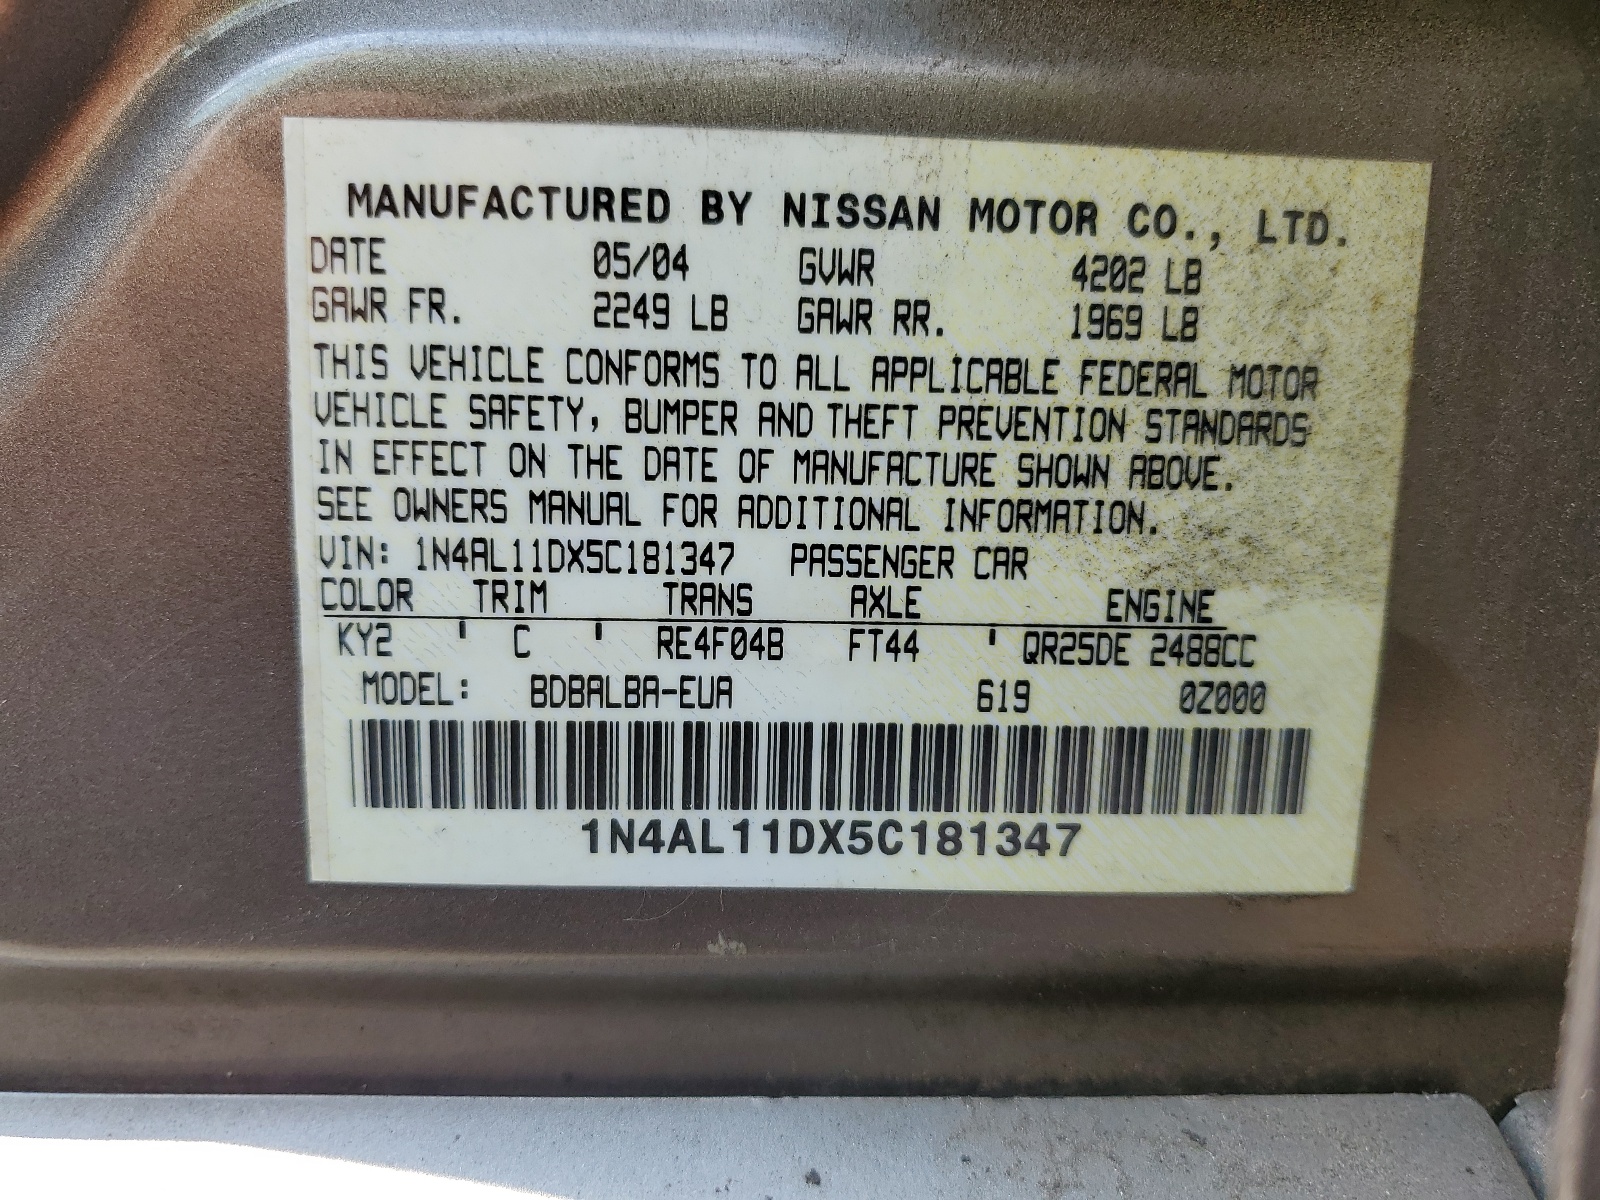 MANUFACTURED BY NISSAN MOTOR CO., LTD.
DATE 05/04 GVWR 4202 LB
GAWR FR. 2249 LB GAWR RR. 1969 LB
THIS VEHICLE CONFORMS TO ALL APPLICABLE FEDERAL MOTOR
VEHICLE SAFETY, BUMPER AND THEFT PREVENTION STANDARDS
IN EFFECT ON THE DATE OF MANUFACTURE SHOWN ABOVE.
SEE OWNERS MANUAL FOR ADDITIONAL INFORMATION.
VIN: 1N4AL11DX5C181347 PASSENGER CAR
COLOR TRIM TRANS AXLE ENGINE
KY2 ' C ' RE4F04B FT44 ' QR25DE 2488CC
MODEL: BDBALBA-EUA 619 0Z000
1N4AL11DX5C181347